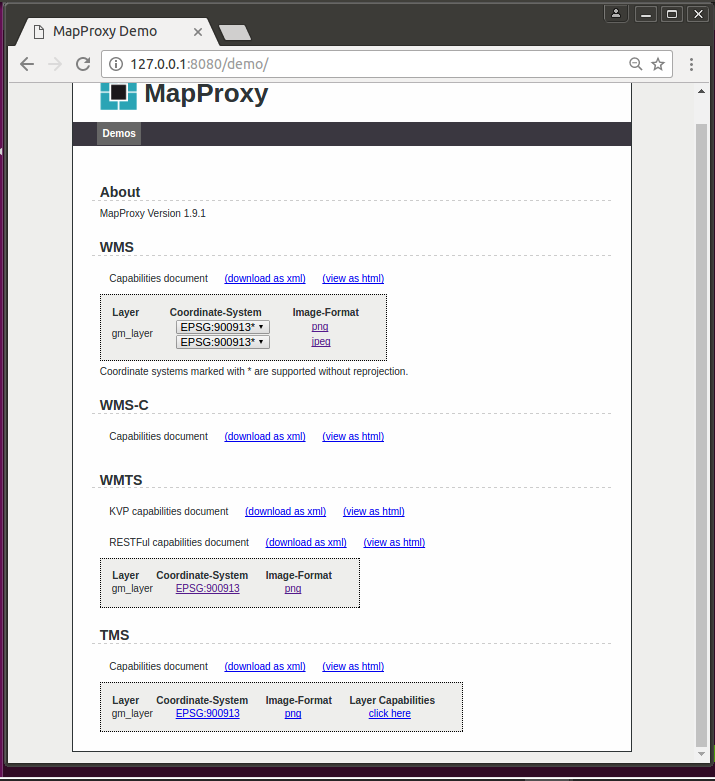 MapProxy Demo
127.0.0.1:8080/demo/
MapProxy
Demos
About
MapProxy Version 1.9.1
WMS
Capabilities document (download as xml) (view as html)
Layer Coordinate-System Image-Format
gm_layer EPSG:900913* png
EPSG:900913* jpeg
Coordinate systems marked with * are supported without reprojection.
WMS-C
Capabilities document (download as xml) (view as html)
WMTS
KVP capabilities document (download as xml) (view as html)
RESTFul capabilities document (download as xml) (view as html)
Layer Coordinate-System Image-Format
gm_layer EPSG:900913 png
TMS
Capabilities document (download as xml) (view as html)
Layer Coordinate-System Image-Format Layer Capabilities
gm_layer EPSG:900913 png click here